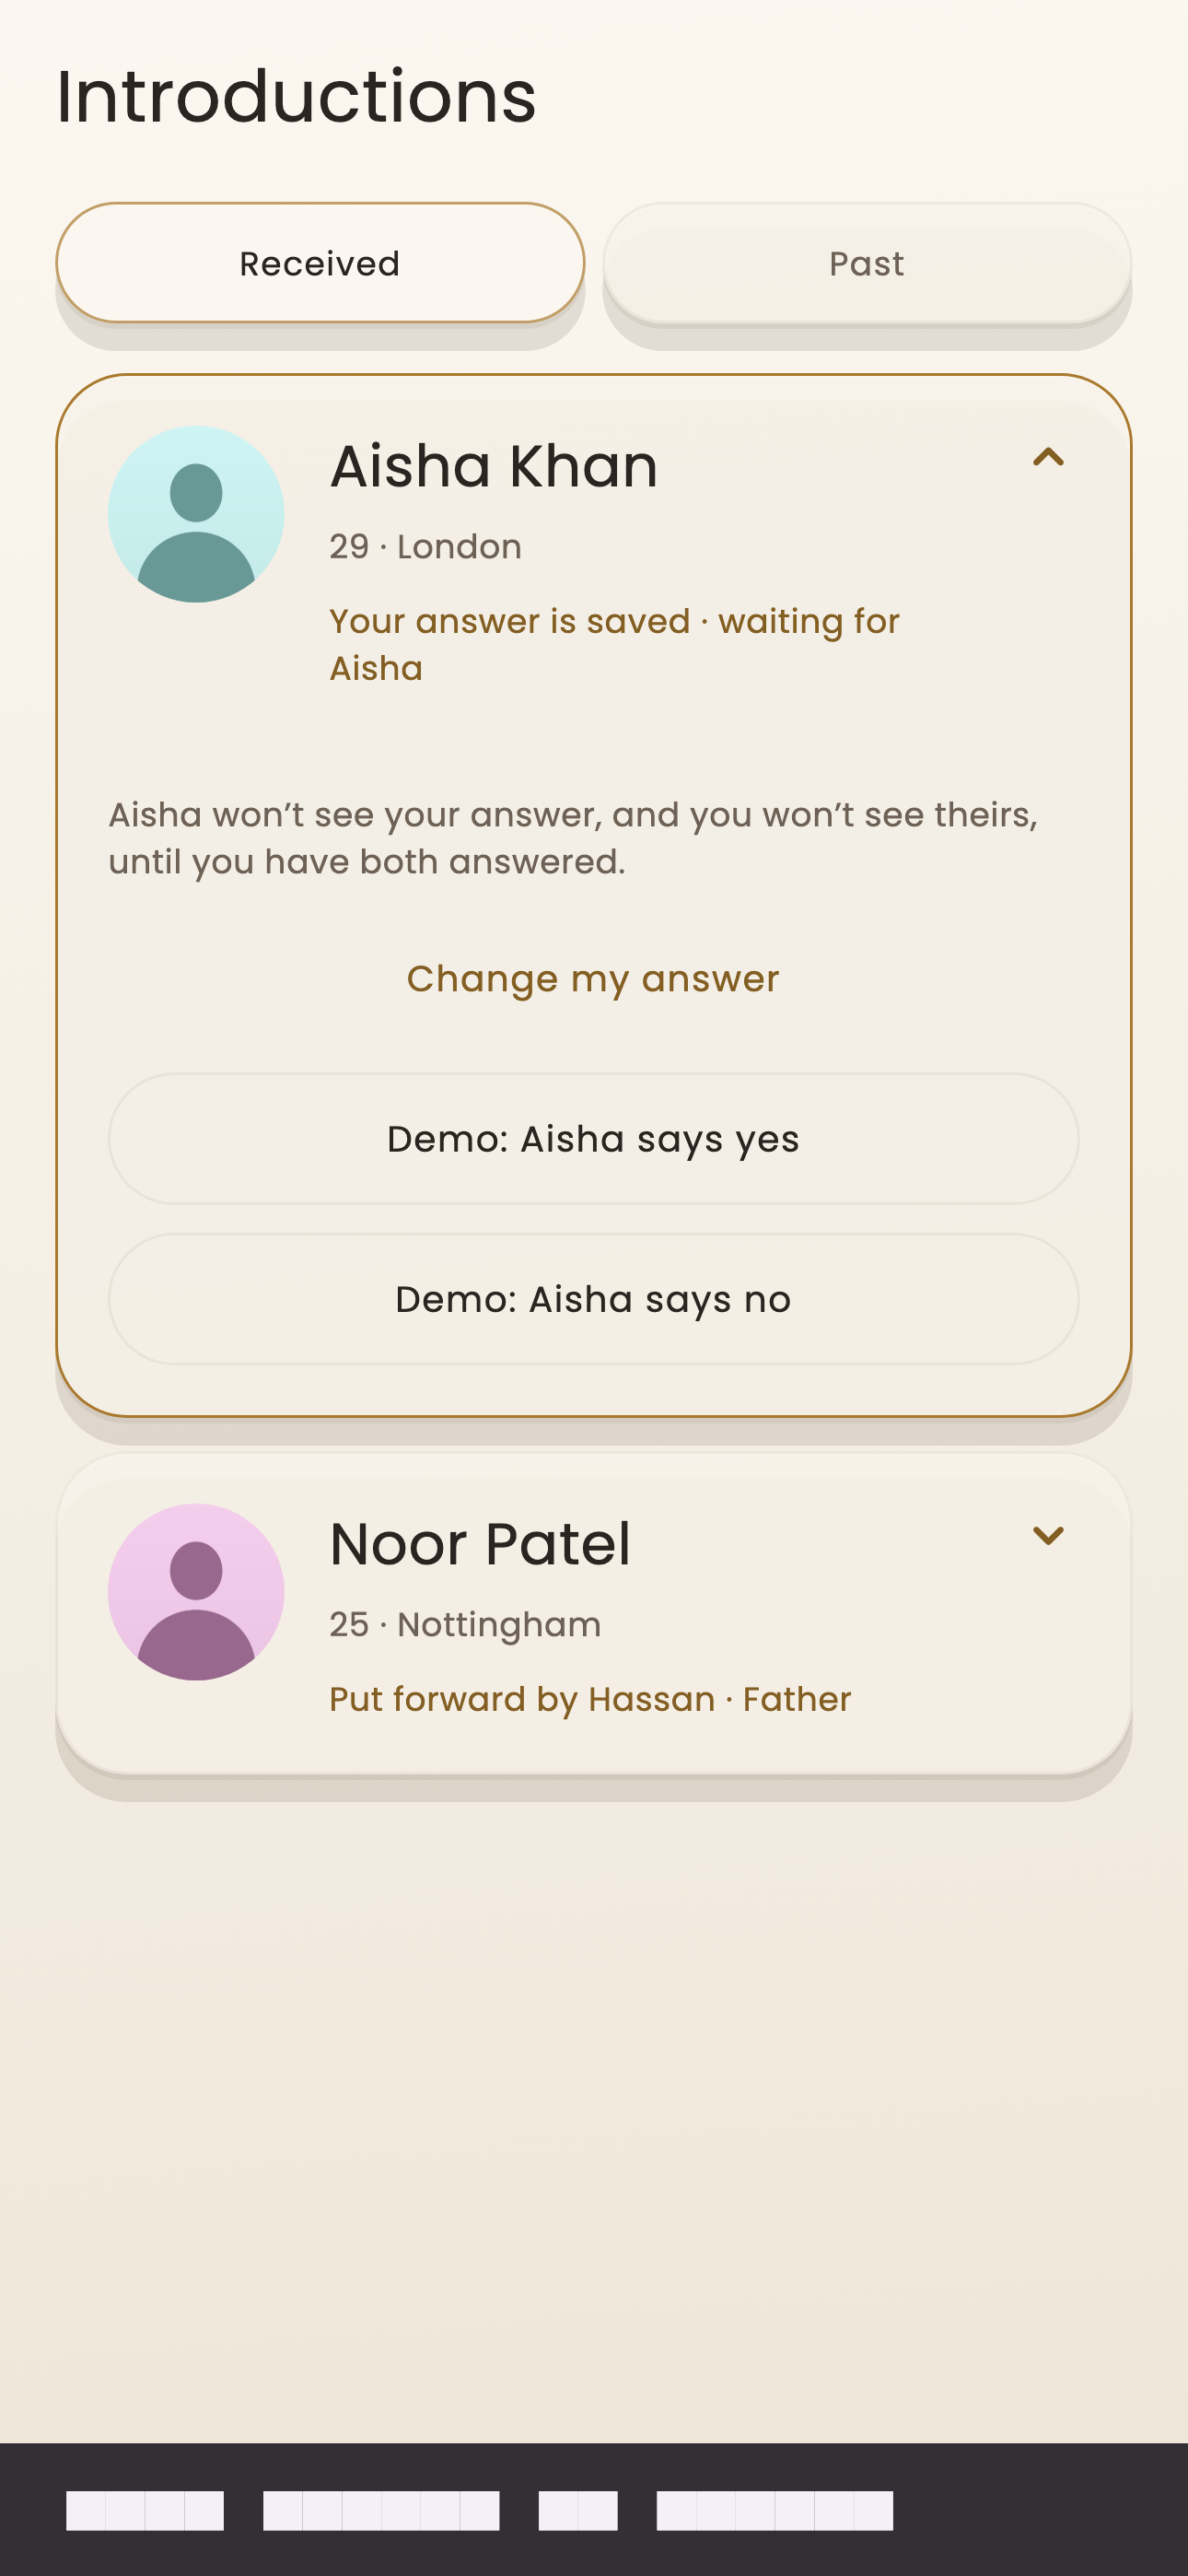 Introductions
Received
Past
Aisha Khan
29 · London
Your answer is saved · waiting for
Aisha
Aisha won’t see your answer, and you won’t see theirs,
until you have both answered.
Change my answer
Demo: Aisha says yes
Demo: Aisha says no
Noor Patel
25 · Nottingham
Put forward by Hassan · Father